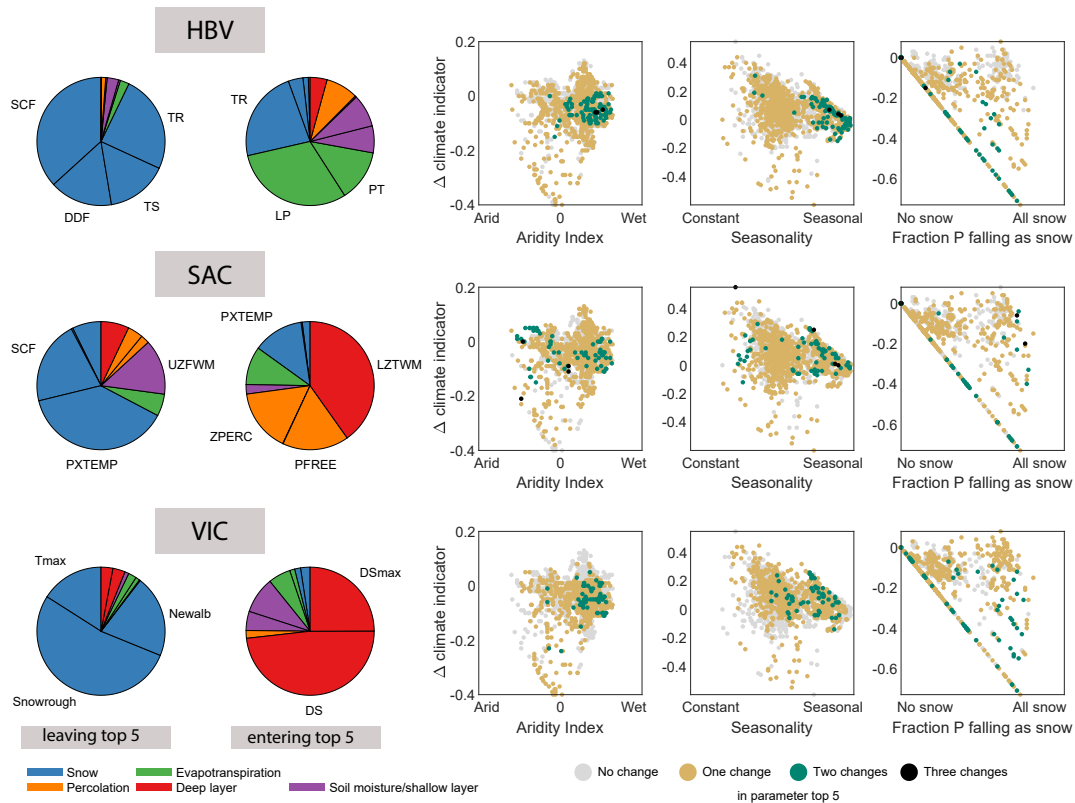 HBV
SCF
TR
TS
DDF
TR
PT
LP
Δ climate indicator
0.2
0
-0.2
-0.4
Arid
0
Wet
Aridity Index
0.4
0.2
0
-0.2
-0.4
Constant
Seasonal
Seasonality
0
-0.2
-0.4
-0.6
No snow
All snow
Fraction P falling as snow
SAC
SCF
UZFWM
PXTEMP
PXTEMP
LZTWM
ZPERC
PFREE
Δ climate indicator
0.2
0
-0.2
-0.4
Arid
0
Wet
Aridity Index
0.4
0.2
0
-0.2
-0.4
Constant
Seasonal
Seasonality
0
-0.2
-0.4
-0.6
No snow
All snow
Fraction P falling as snow
VIC
Tmax
Newalb
Snowrough
DSmax
DS
Δ climate indicator
0.2
0
-0.2
-0.4
Arid
0
Wet
Aridity Index
0.4
0.2
0
-0.2
-0.4
Constant
Seasonal
Seasonality
0
-0.2
-0.4
-0.6
No snow
All snow
Fraction P falling as snow
leaving top 5
entering top 5
Snow
Evapotranspiration
Percolation
Deep layer
Soil moisture/shallow layer
No change
One change
Two changes
Three changes
in parameter top 5